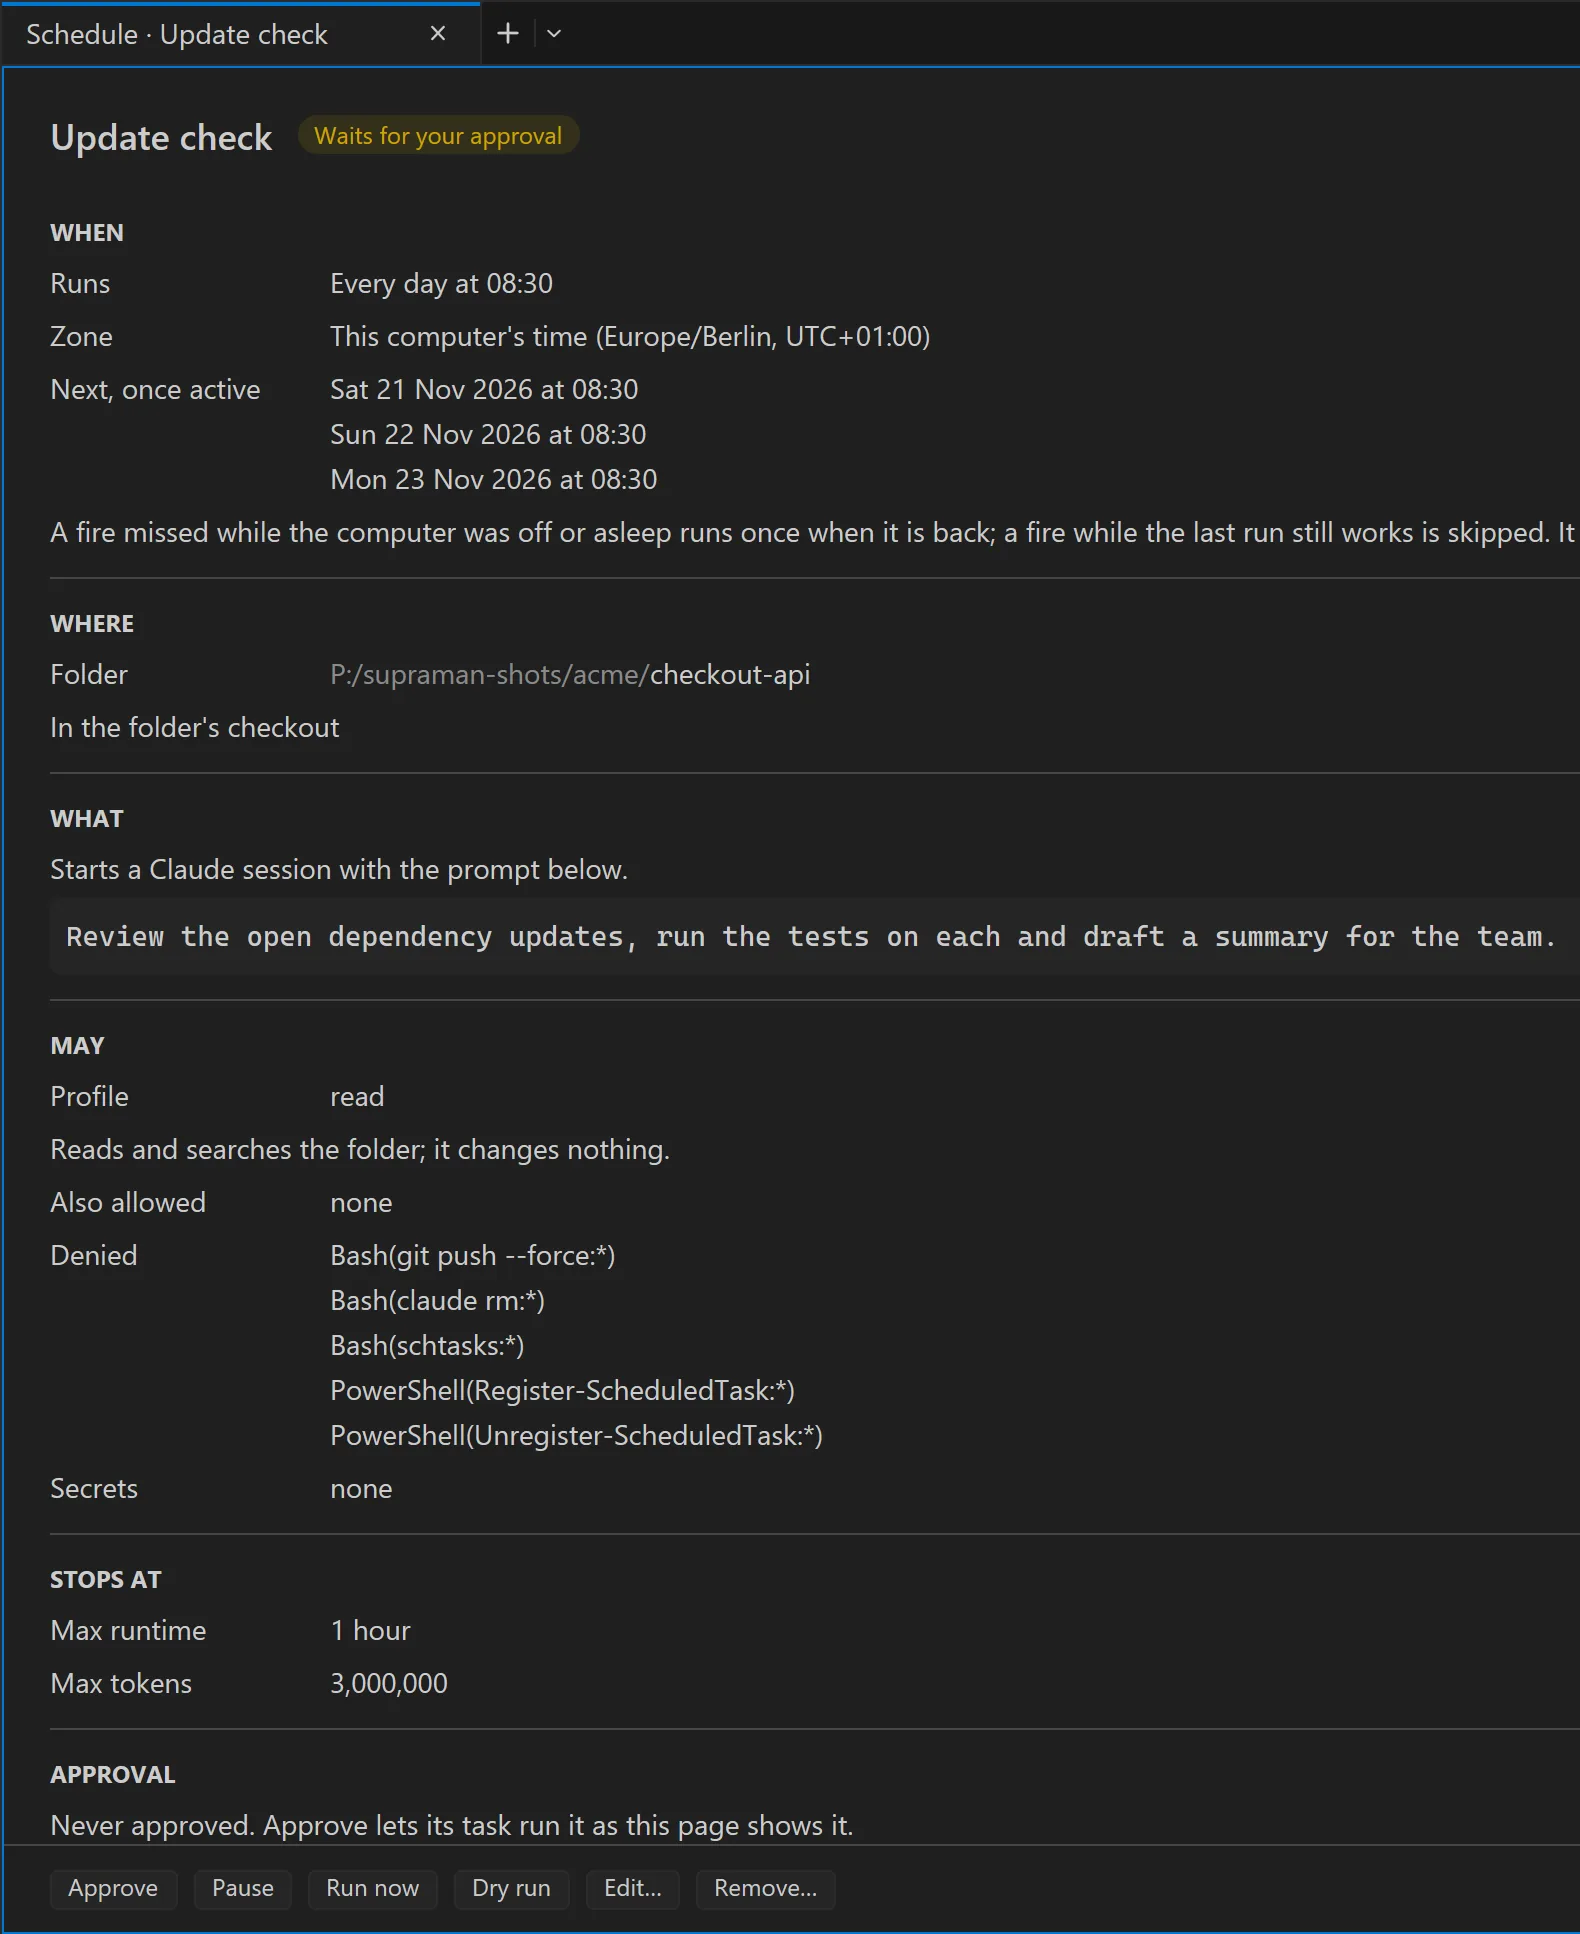 Schedule · Update check
Update check
Waits for your approval
WHEN
Runs Every day at 08:30
Zone This computer's time (Europe/Berlin, UTC+01:00)
Next, once active Sat 21 Nov 2026 at 08:30
Sun 22 Nov 2026 at 08:30
Mon 23 Nov 2026 at 08:30
A fire missed while the computer was off or asleep runs once when it is back; a fire while the last run still works is skipped. It
WHERE
Folder P:/supraman-shots/acme/checkout-api
In the folder's checkout
WHAT
Starts a Claude session with the prompt below.
Review the open dependency updates, run the tests on each and draft a summary for the team.
MAY
Profile read
Reads and searches the folder; it changes nothing.
Also allowed none
Denied Bash(git push --force:*)
Bash(claude rm:*)
Bash(schtasks:*)
PowerShell(Register-ScheduledTask:*)
PowerShell(Unregister-ScheduledTask:*)
Secrets none
STOPS AT
Max runtime 1 hour
Max tokens 3,000,000
APPROVAL
Never approved. Approve lets its task run it as this page shows it.
Approve Pause Run now Dry run Edit... Remove...